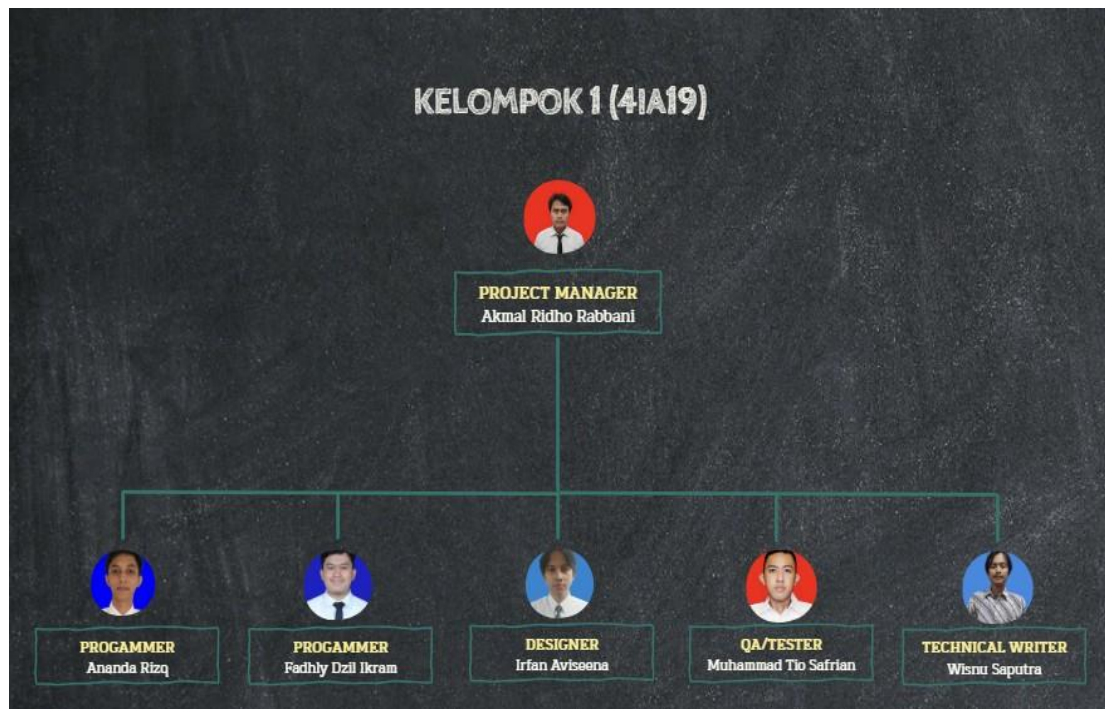 KELOMPOK 1 (4IA19)
PROJECT MANAGER
Akmal Ridho Rabbani
PROGAMMER
Ananda Rizq
PROGAMMER
Fadhly Dzil Ikram
DESIGNER
Irfan Aviseena
QA/TESTER
Muhammad Tio Safrian
TECHNICAL WRITER
Wisnu Saputra